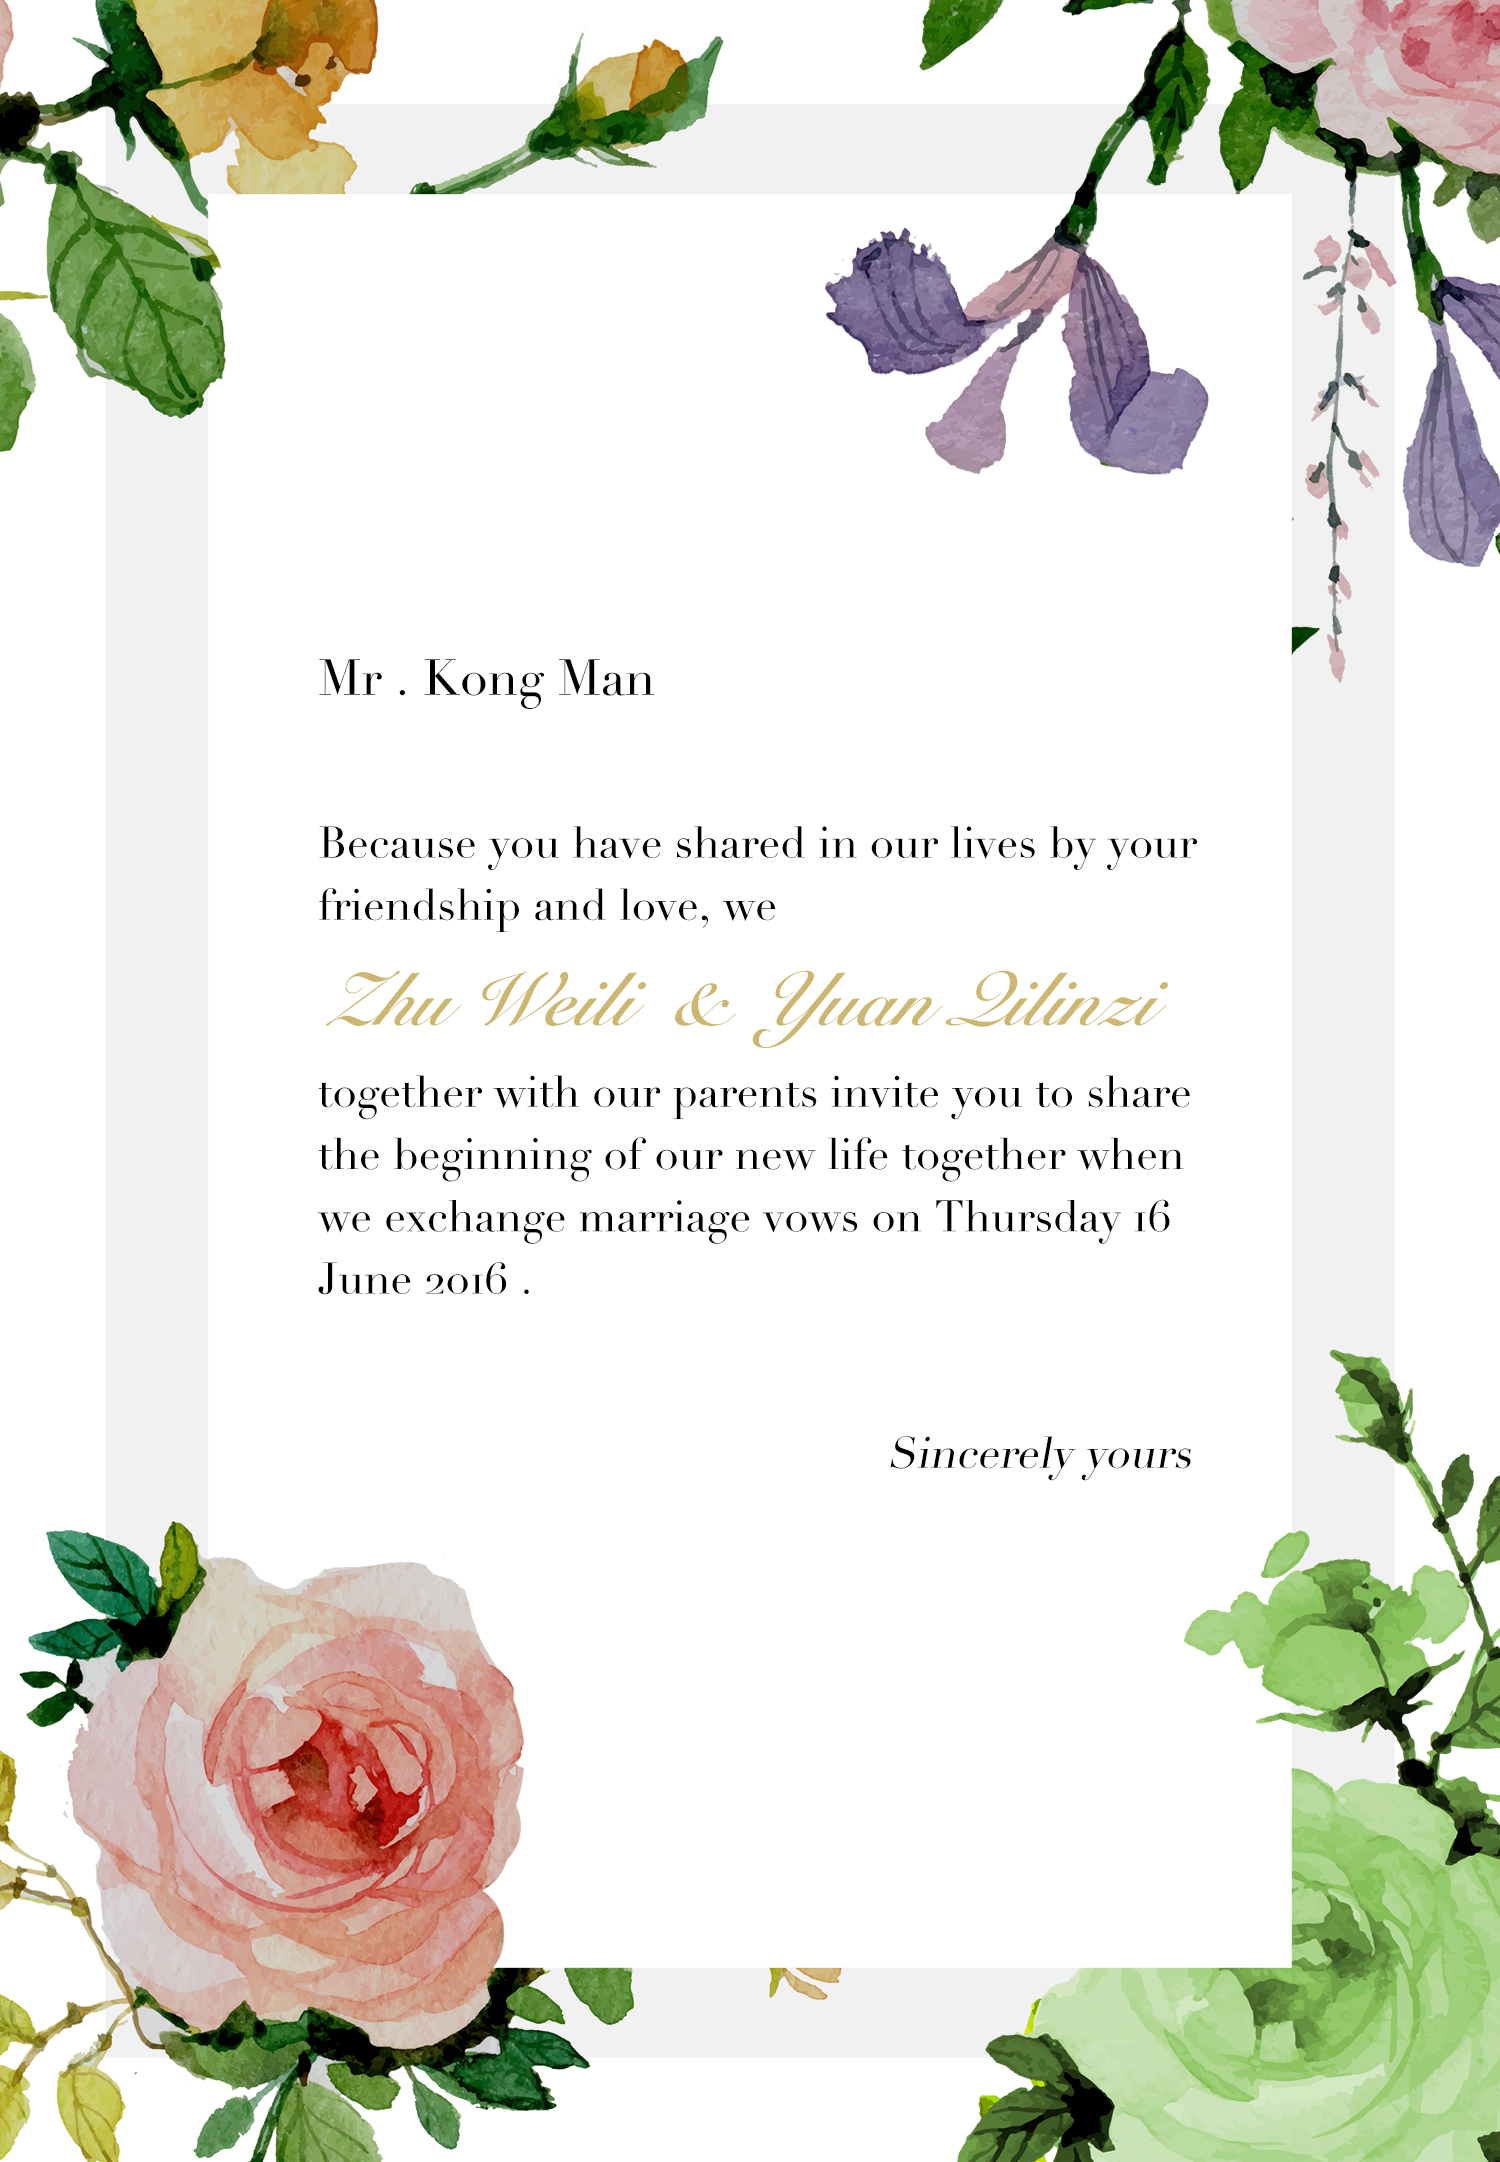 Mr . Kong Man
Because you have shared in our lives by your
friendship and love, we
Zhu Weili & Yuan Qilinzi
together with our parents invite you to share
the beginning of our new life together when
we exchange marriage vows on Thursday 16
June 2016 .
Sincerely yours